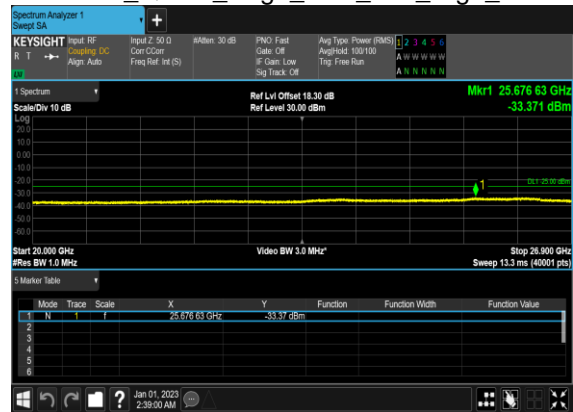 Spectrum Analyzer 1
Swept SA
+
KEYSIGHT Input: RF Input Z: 50 Ω #Atten: 30 dB PNO: Fast Avg Type: Power (RMS) 1 2 3 4 5 6
R T Coupling: DC Corr CCorr Gate: Off Avg|Hold: 100/100 A W W W W W
Align: Auto Freq Ref: Int (S) IF Gain: Low Trig: Free Run
LW Sig Track: Off A N N N N N
1 Spectrum
Ref Lvl Offset 18.30 dB Mkr1 25.676 63 GHz
Scale/Div 10 dB Ref Level 30.00 dBm -33.371 dBm
Log
20.0
10.0
0.00
-10.0
-20.0
1 DL1 -25.00 dBm
-30.0
-40.0
-50.0
-60.0
Start 20.000 GHz Video BW 3.0 MHz* Stop 26.900 GHz
#Res BW 1.0 MHz Sweep 13.3 ms (40001 pts)
5 Marker Table
Mode Trace Scale X Y Function Function Width Function Value
1 N 1 f 25.676 63 GHz -33.37 dBm
2
3
4
5
6
? Jan 01, 2023
2:39:00 AM